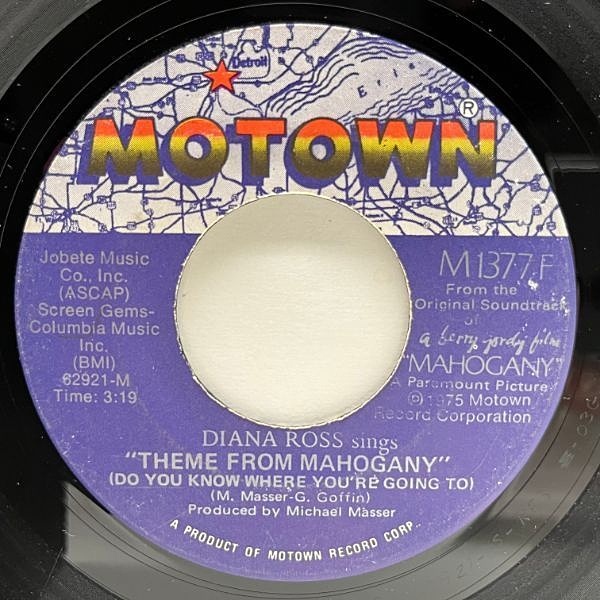 Detroit
Erie
MOTOWN®
Jobete Music
Co., Inc.
(ASCAP)
Screen Gems-
Columbia Music
Inc.
(BMI)
62921-M
Time: 3:19
M 1377 F
From the
Original Soundtrack
of
a berry gordy film
"MAHOGANY"
A Paramount Picture
℗ 1975 Motown
Record Corporation
DIANA ROSS sings
"THEME FROM MAHOGANY"
(DO YOU KNOW WHERE YOU'RE GOING TO)
(M. Masser-G. Goffin)
Produced by Michael Masser
A PRODUCT OF MOTOWN RECORD CORP.